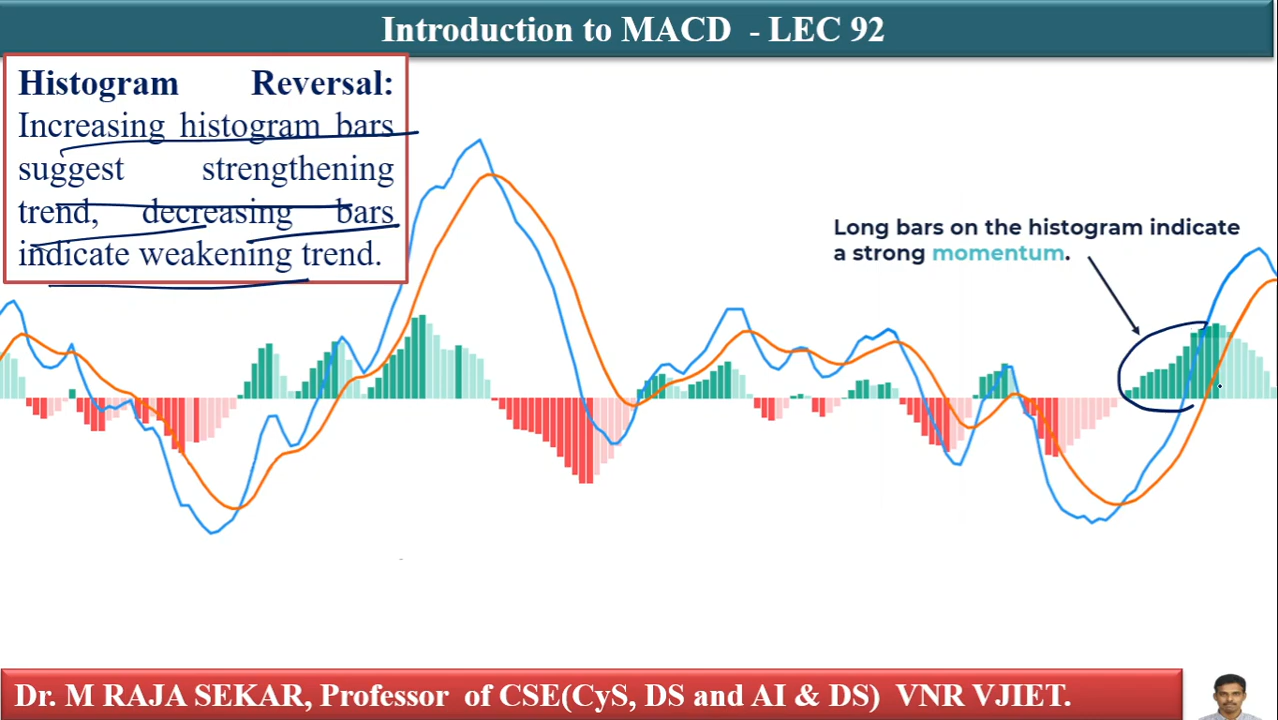 Introduction to MACD - LEC 92
Histogram Reversal:
Increasing histogram bars
suggest strengthening
trend, decreasing bars
indicate weakening trend.
Long bars on the histogram indicate
a strong momentum.
Dr. M RAJA SEKAR, Professor of CSE(CyS, DS and AI & DS) VNR VJIET.